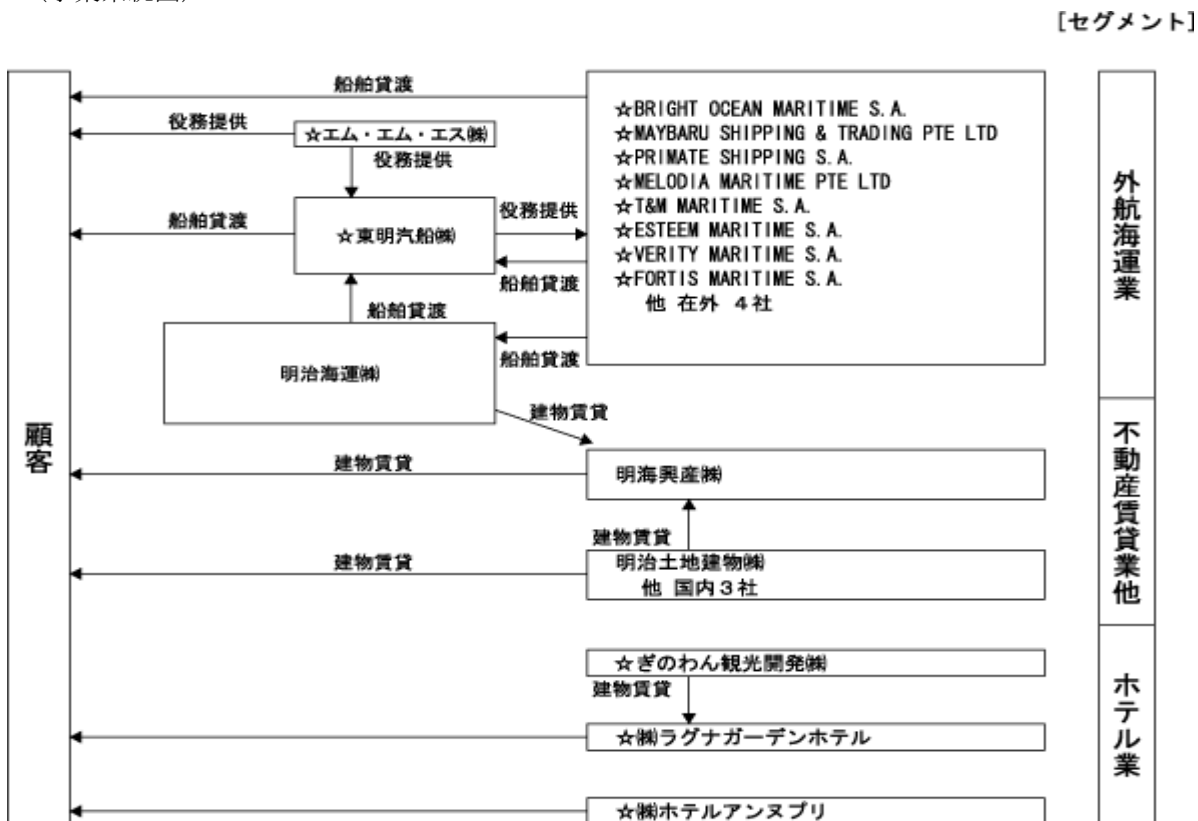 [セグメント]
船舶貸渡
役務提供
☆エム・エム・エス㈱
役務提供
船舶貸渡
☆東明汽船㈱
役務提供
船舶貸渡
船舶貸渡
明治海運㈱
船舶貸渡
☆BRIGHT OCEAN MARITIME S.A.
☆MAYBARU SHIPPING & TRADING PTE LTD
☆PRIMATE SHIPPING S.A.
☆MELODIA MARITIME PTE LTD
☆T&M MARITIME S.A.
☆ESTEEM MARITIME S.A.
☆VERITY MARITIME S.A.
☆FORTIS MARITIME S.A.
他 在外 4社
外航海運業
顧客
建物賃貸
建物賃貸
明海興産㈱
建物賃貸
建物賃貸
明治土地建物㈱
他 国内3社
不動産賃貸業他
☆ぎのわん観光開発㈱
建物賃貸
☆㈱ラグナガーデンホテル
☆㈱ホテルアンヌプリ
ホテル業